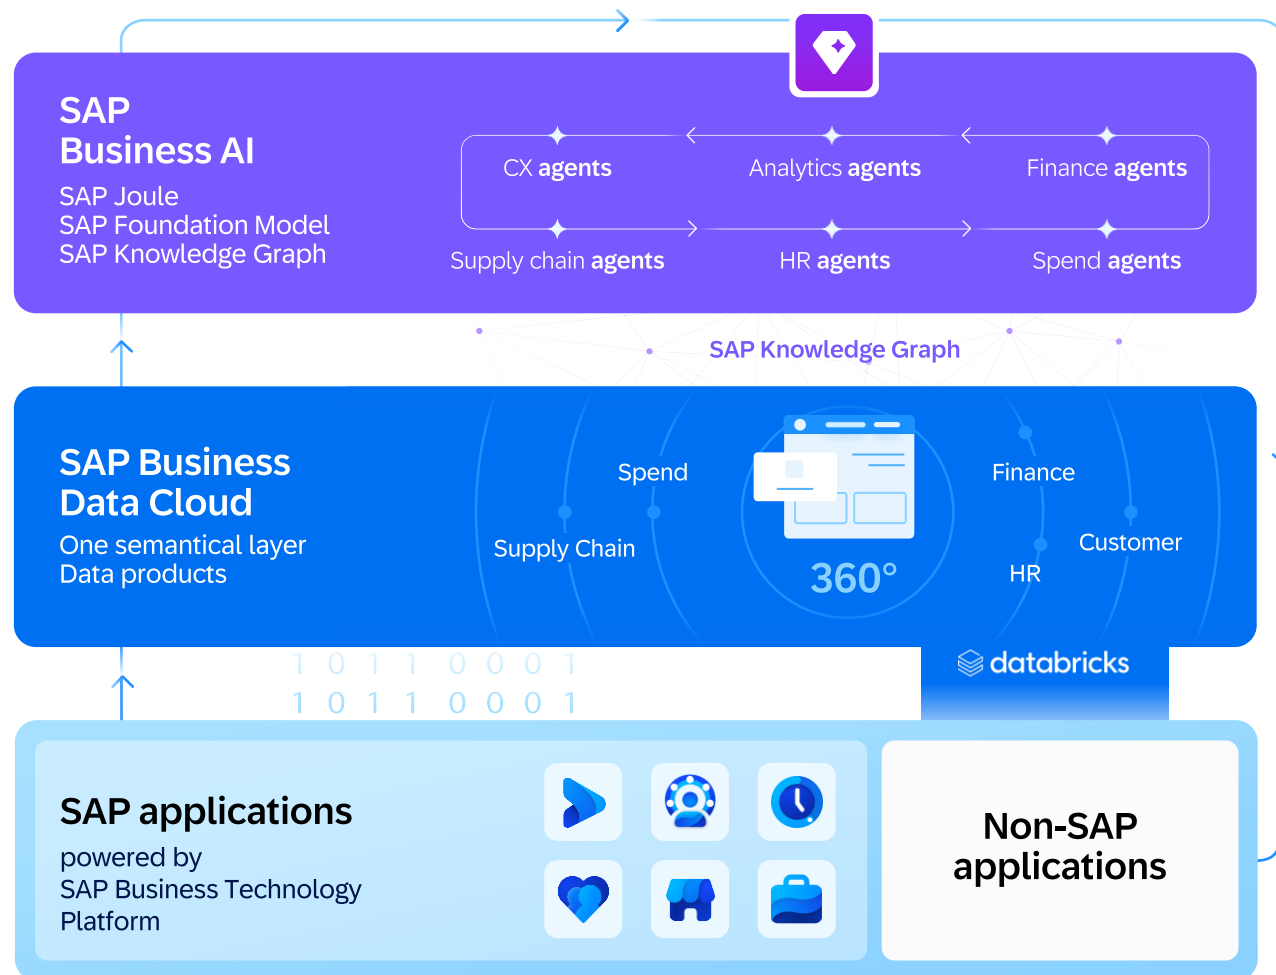 SAP
Business AI
SAP Joule
SAP Foundation Model
SAP Knowledge Graph
CX agents
Analytics agents
Finance agents
Supply chain agents
HR agents
Spend agents
SAP Knowledge Graph
SAP Business
Data Cloud
One semantical layer
Data products
Spend
Supply Chain
360°
Finance
Customer
HR
1 0 1 1 0 0 0 1
1 0 1 1 0 0 0 1
databricks
SAP applications
powered by
SAP Business Technology
Platform
Non-SAP
applications